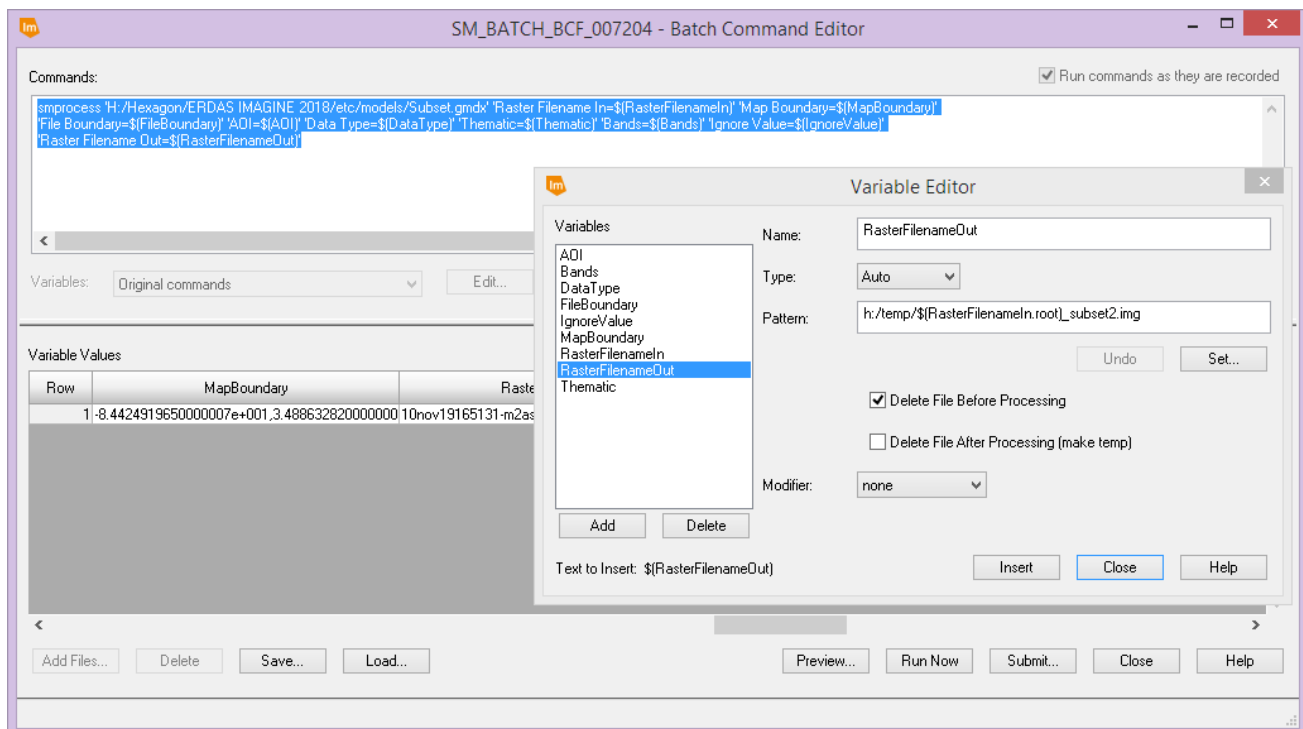 SM_BATCH_BCF_007204 - Batch Command Editor
Commands:
Run commands as they are recorded
smprocess 'H:/Hexagon/ERDAS IMAGINE 2018/etc/models/Subset.gmdx' 'Raster Filename In=$(RasterFilenameIn)' 'Map Boundary=$(MapBoundary)'
'File Boundary=$(FileBoundary)' 'AOI=$(AOI)' 'Data Type=$(DataType)' 'Thematic=$(Thematic)' 'Bands=$(Bands)' 'Ignore Value=$(IgnoreValue)'
'Raster Filename Out=$(RasterFilenameOut)'
Variables:
Original commands
Edit...
Variable Values
Row
MapBoundary
Raste
1
-8.4424919650000007e+001,3.488632820000000
10nov19165131-m2as
Add Files...
Delete
Save...
Load...
Preview...
Run Now
Submit...
Close
Help
Im
Variable Editor
Variables
AOI
Bands
DataType
FileBoundary
IgnoreValue
MapBoundary
RasterFilenameIn
RasterFilenameOut
Thematic
Add
Delete
Name:
RasterFilenameOut
Type:
Auto
Pattern:
h:/temp/$(RasterFilenameIn.root)_subset2.img
Undo
Set...
Delete File Before Processing
Delete File After Processing (make temp)
Modifier:
none
Text to Insert: $(RasterFilenameOut)
Insert
Close
Help
Im